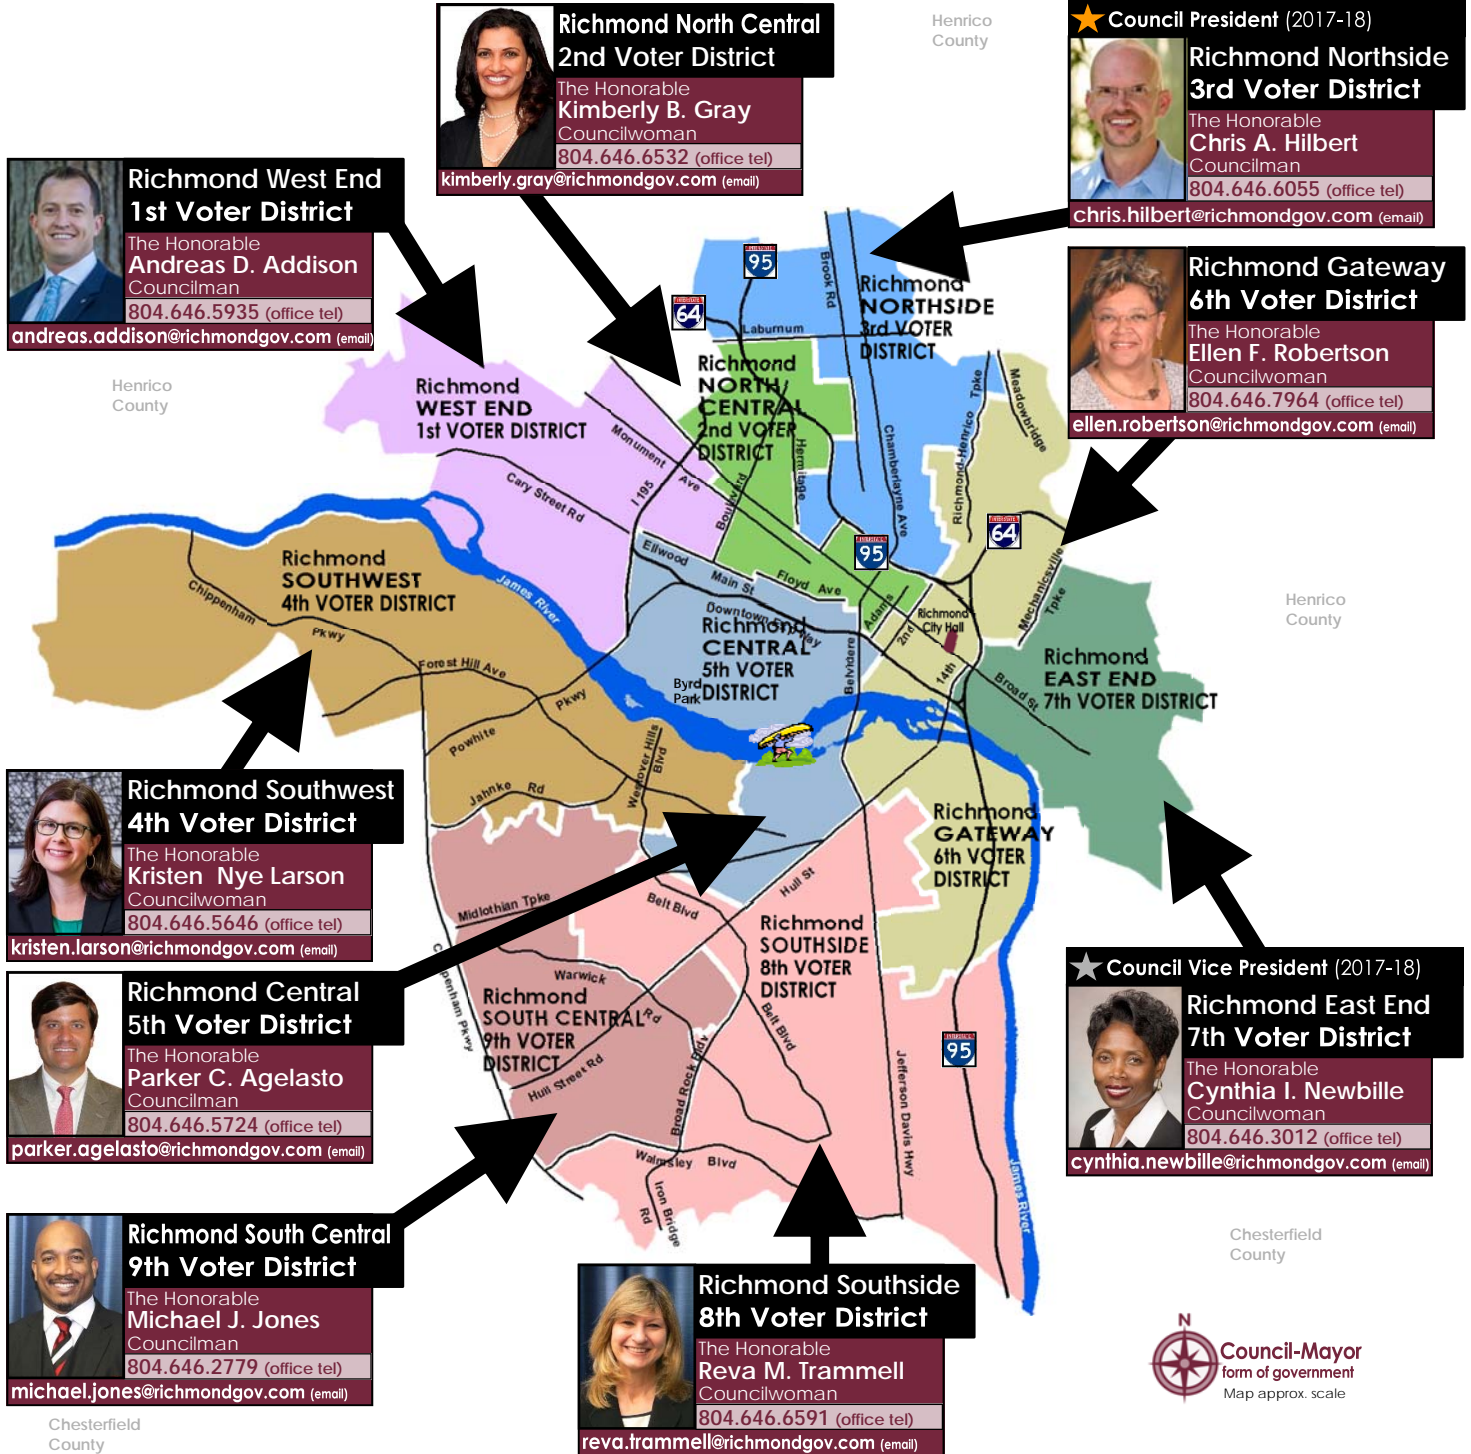 Richmond North Central
2nd Voter District
The Honorable
Kimberly B. Gray
Councilwoman
804.646.6532 (office tel)
kimberly.gray@richmondgov.com (email)
Henrico
County
Council President (2017-18)
Richmond Northside
3rd Voter District
The Honorable
Chris A. Hilbert
Councilman
804.646.6055 (office tel)
chris.hilbert@richmondgov.com (email)
Richmond West End
1st Voter District
The Honorable
Andreas D. Addison
Councilman
804.646.5935 (office tel)
andreas.addison@richmondgov.com (email)
Richmond Gateway
6th Voter District
The Honorable
Ellen F. Robertson
Councilwoman
804.646.7964 (office tel)
ellen.robertson@richmondgov.com (email)
Henrico
County
INTERSTATE
95
INTERSTATE
64
Brook Rd
Laburnum
Richmond
NORTHSIDE
3rd VOTER
DISTRICT
Richmond
NORTH
CENTRAL
2nd VOTER
DISTRICT
Richmond
WEST END
1st VOTER DISTRICT
Monument Ave
Cary Street Rd
I 195
Boulevard
Hermitage
Chamberlayne Ave
Richmond-Henrico Tpke
Meadowbridge
INTERSTATE
64
INTERSTATE
95
Mechanicsville Tpke
Richmond
SOUTHWEST
4th VOTER DISTRICT
Chippenham Pkwy
James River
Ellwood
Main St
Floyd Ave
Downtown Exp Way
Adams
2nd
Richmond
City Hall
14th
Broad St
Belvidere
Richmond
CENTRAL
5th VOTER
DISTRICT
Byrd
Park
Richmond
EAST END
7th VOTER DISTRICT
Henrico
County
Forest Hill Ave
Powhite Pkwy
Jahnke Rd
Westover Hills Blvd
Richmond
GATEWAY
6th VOTER
DISTRICT
Hull St
Belt Blvd
Midlothian Tpke
Richmond
SOUTHSIDE
8th VOTER
DISTRICT
Chippenham Pkwy
Warwick Rd
Richmond
SOUTH CENTRAL
9th VOTER
DISTRICT
Hull Street Rd
Broad Rock Bldv
Belt Blvd
Jefferson Davis Hwy
95
Walmsley Blvd
Iron Bridge Rd
James River
Richmond Southwest
4th Voter District
The Honorable
Kristen Nye Larson
Councilwoman
804.646.5646 (office tel)
kristen.larson@richmondgov.com (email)
Richmond Central
5th Voter District
The Honorable
Parker C. Agelasto
Councilman
804.646.5724 (office tel)
parker.agelasto@richmondgov.com (email)
Council Vice President (2017-18)
Richmond East End
7th Voter District
The Honorable
Cynthia I. Newbille
Councilwoman
804.646.3012 (office tel)
cynthia.newbille@richmondgov.com (email)
Richmond South Central
9th Voter District
The Honorable
Michael J. Jones
Councilman
804.646.2779 (office tel)
michael.jones@richmondgov.com (email)
Chesterfield
County
Richmond Southside
8th Voter District
The Honorable
Reva M. Trammell
Councilwoman
804.646.6591 (office tel)
reva.trammell@richmondgov.com (email)
Chesterfield
County
N
Council-Mayor
form of government
Map approx. scale